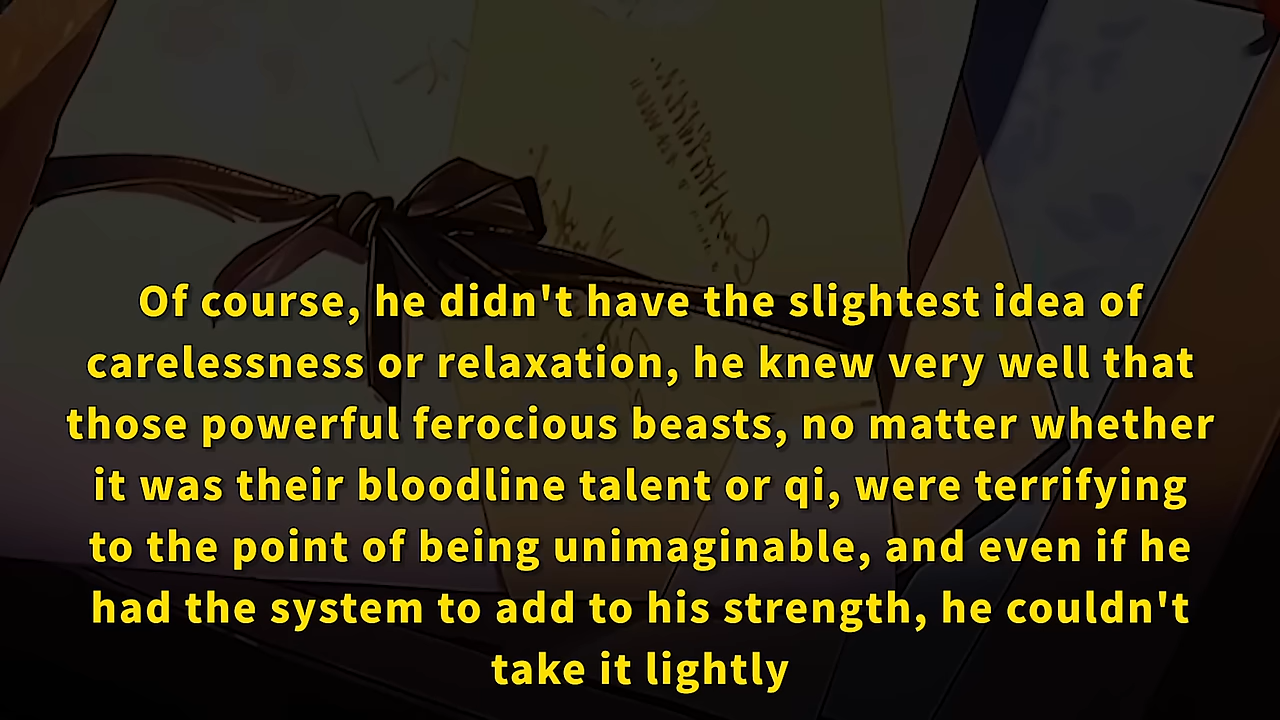 Of course, he didn't have the slightest idea of
carelessness or relaxation, he knew very well that
those powerful ferocious beasts, no matter whether
it was their bloodline talent or qi, were terrifying
to the point of being unimaginable, and even if he
had the system to add to his strength, he couldn't
take it lightly